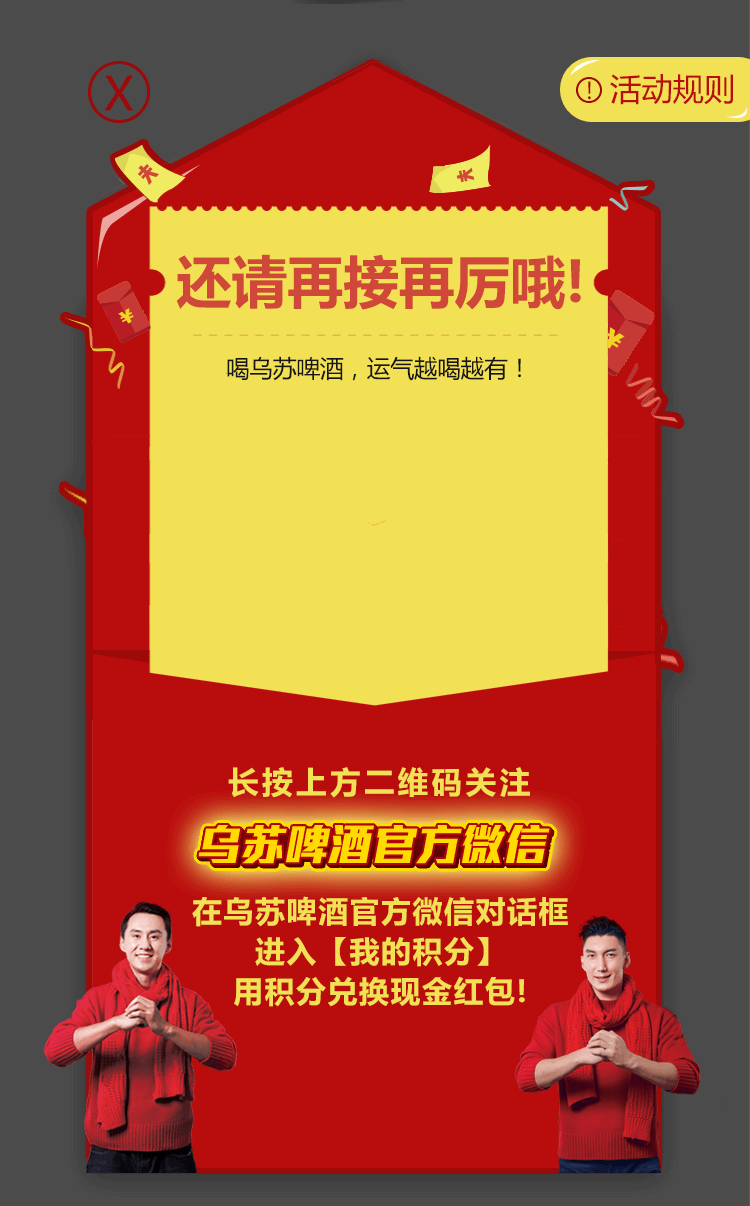 X
活动规则
还请再接再厉哦!
喝乌苏啤酒，运气越喝越有！
¥
¥
长按上方二维码关注
乌苏啤酒官方微信
在乌苏啤酒官方微信对话框
进入【我的积分】
用积分兑换现金红包!